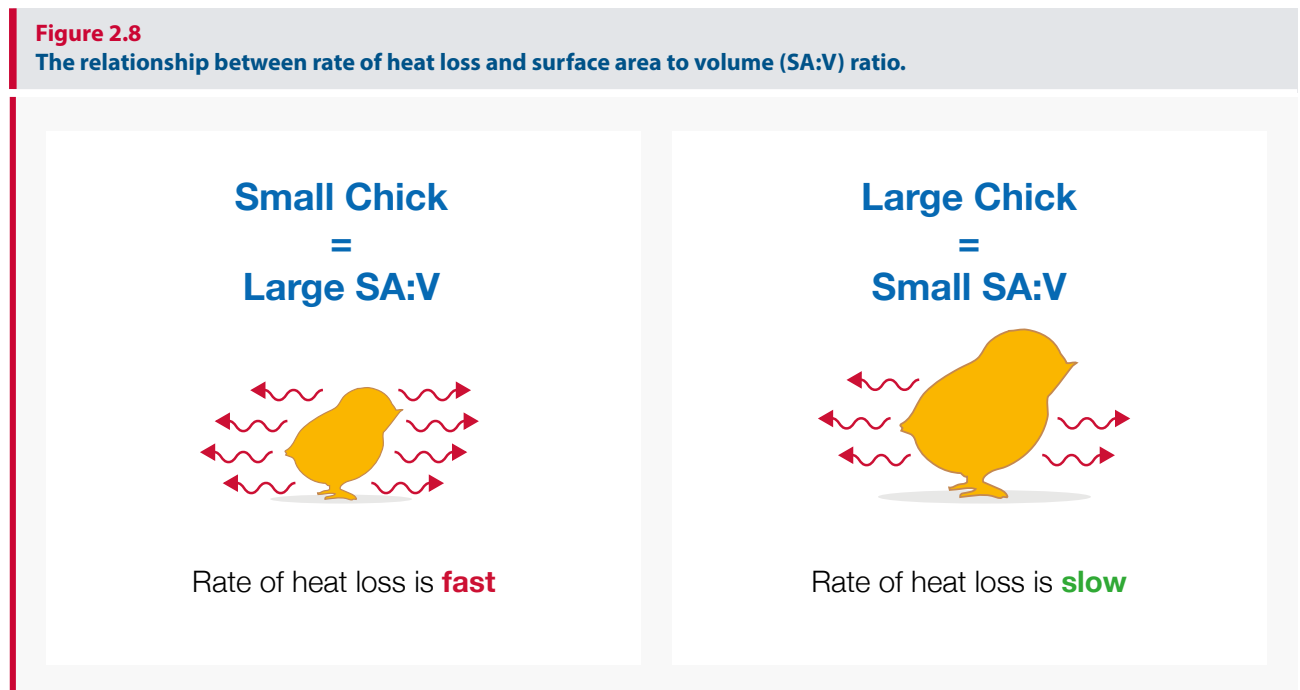 Figure 2.8
The relationship between rate of heat loss and surface area to volume (SA:V) ratio.
Small Chick
=
Large SA:V
Rate of heat loss is fast
Large Chick
=
Small SA:V
Rate of heat loss is slow